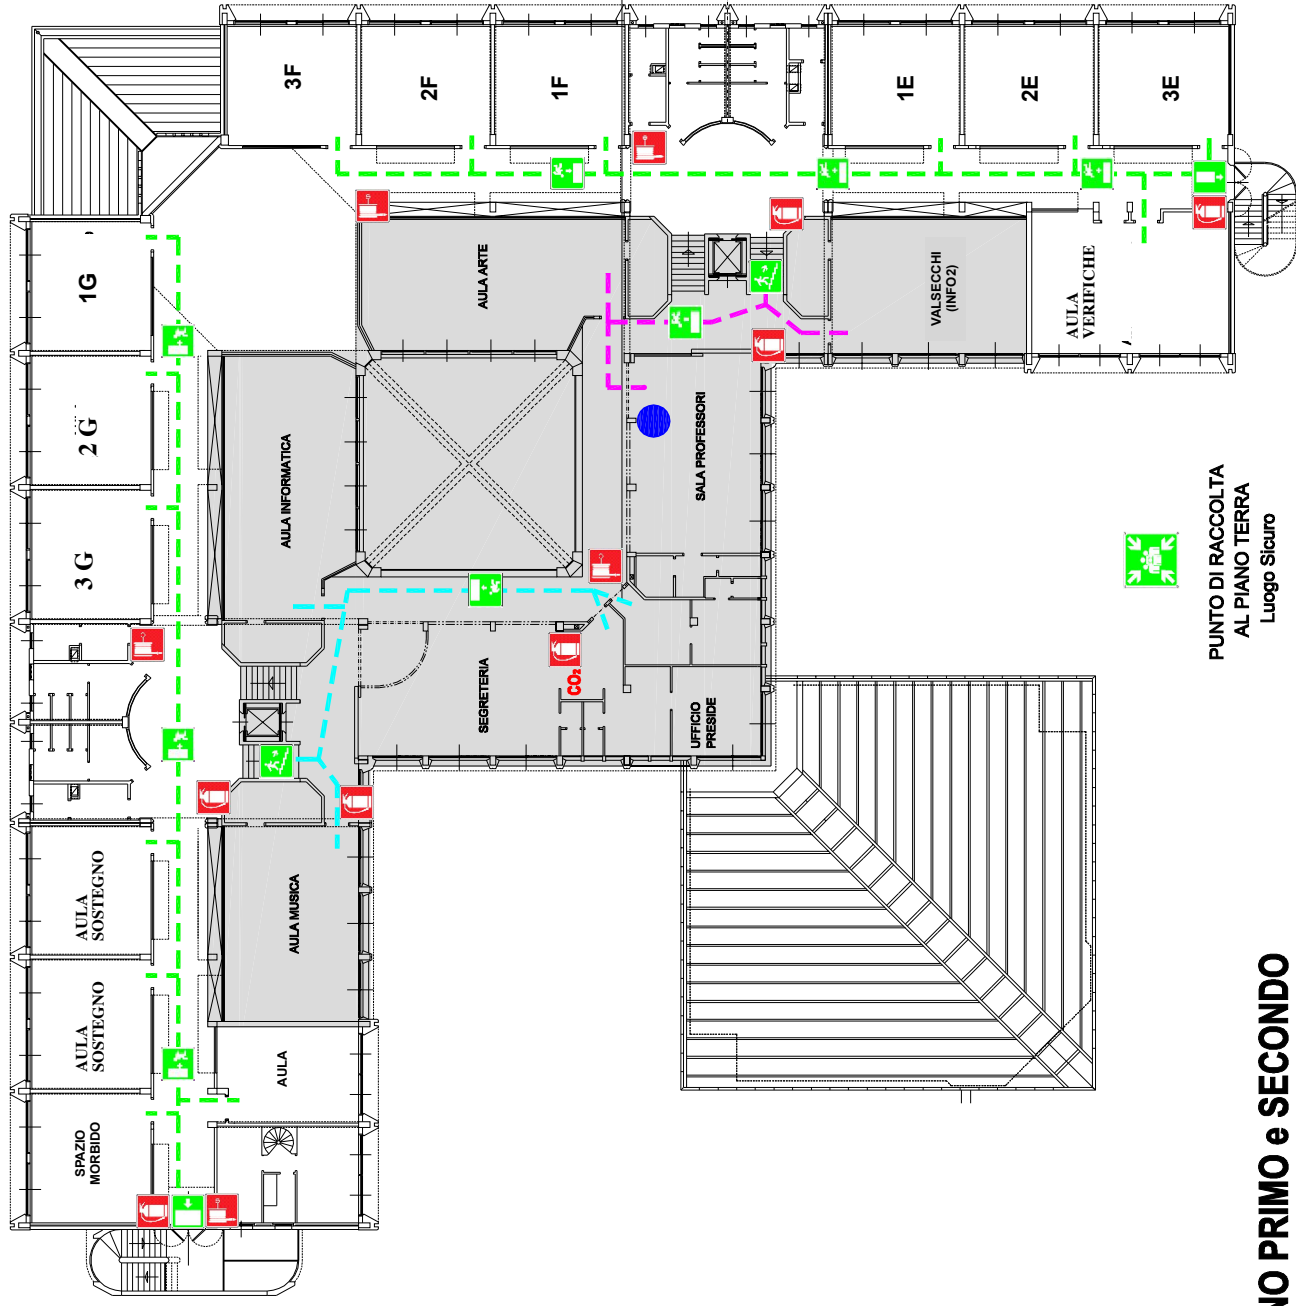 3F
2F
1F
1E
2E
3E
1G
2 G
3 G
AULA ARTE
VALSECCHI
(INFO2)
AULA
VERIFICHE
AULA INFORMATICA
SALA PROFESSORI
SEGRETERIA
CO2
UFFICIO
PRESIDE
AULA
SOSTEGNO
AULA
SOSTEGNO
AULA MUSICA
AULA
SPAZIO
MORBIDO
PUNTO DI RACCOLTA
AL PIANO TERRA
Luogo Sicuro
NO PRIMO e SECONDO